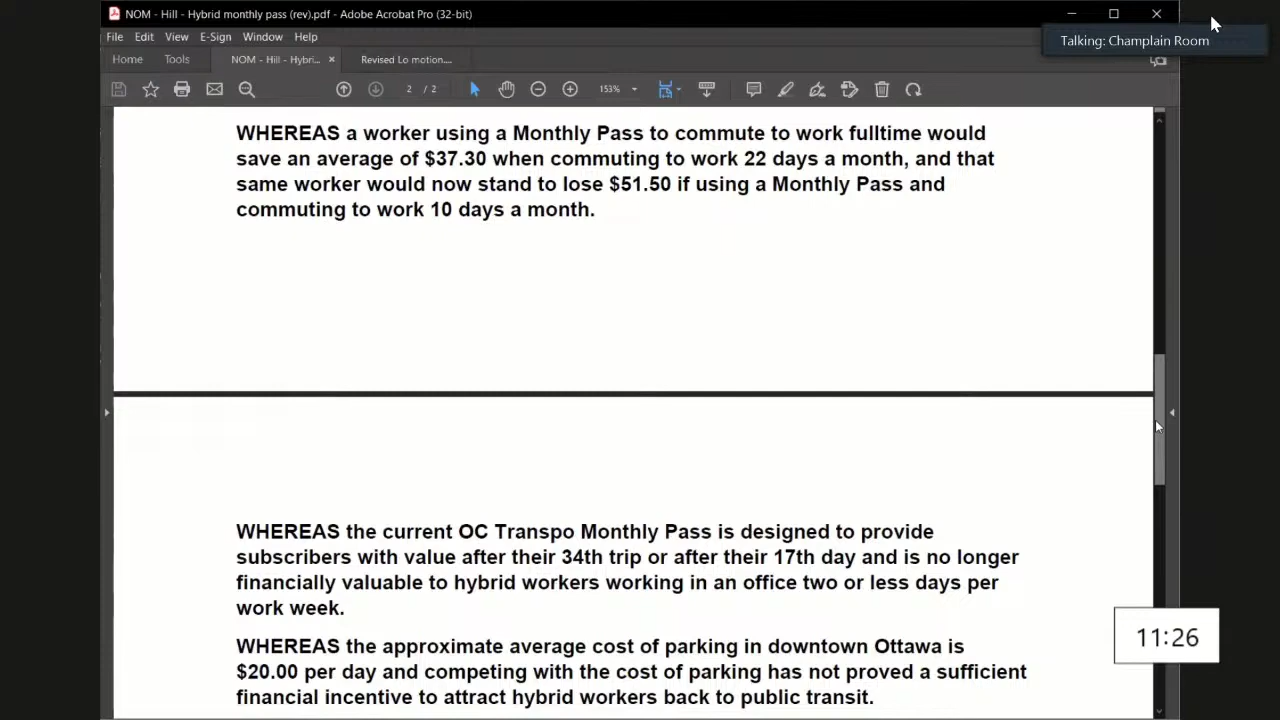 NOM - Hill - Hybrid monthly pass (rev).pdf - Adobe Acrobat Pro (32-bit)
Talking: Champlain Room
File Edit View E-Sign Window Help
Home Tools NOM - Hill - Hybri... × Revised Lo motion....
2 / 2 153%
WHEREAS a worker using a Monthly Pass to commute to work fulltime would
save an average of $37.30 when commuting to work 22 days a month, and that
same worker would now stand to lose $51.50 if using a Monthly Pass and
commuting to work 10 days a month.
WHEREAS the current OC Transpo Monthly Pass is designed to provide
subscribers with value after their 34th trip or after their 17th day and is no longer
financially valuable to hybrid workers working in an office two or less days per
work week.
WHEREAS the approximate average cost of parking in downtown Ottawa is
$20.00 per day and competing with the cost of parking has not proved a sufficient
financial incentive to attract hybrid workers back to public transit.
11:26